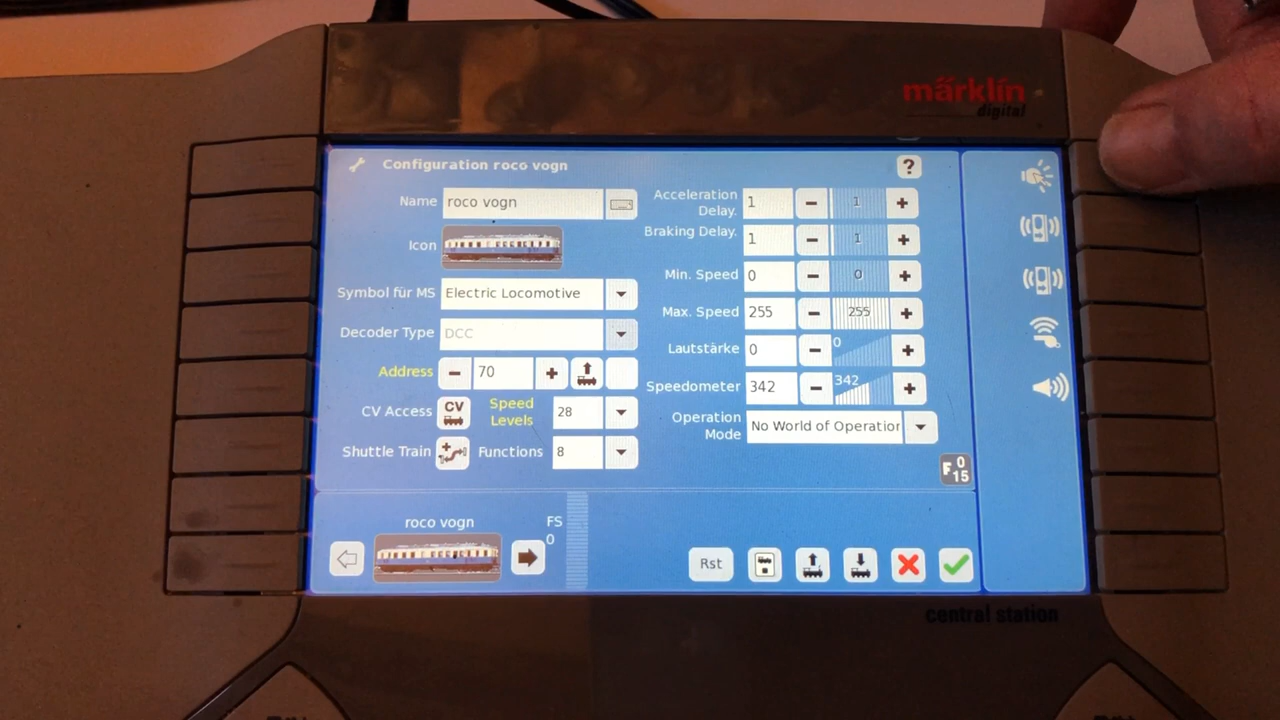 märklin
digital
Configuration roco vogn
?
Name
roco vogn
Icon
Symbol für MS
Electric Locomotive
Decoder Type
DCC
Address
70
CV Access
CV
Speed
Levels
28
Shuttle Train
Functions
8
Acceleration
Delay.
1
1
Braking Delay.
1
1
Min. Speed
0
0
Max. Speed
255
255
Lautstärke
0
0
Speedometer
342
342
Operation
Mode
No World of Operation
F 0
15
roco vogn
FS
0
Rst
central station